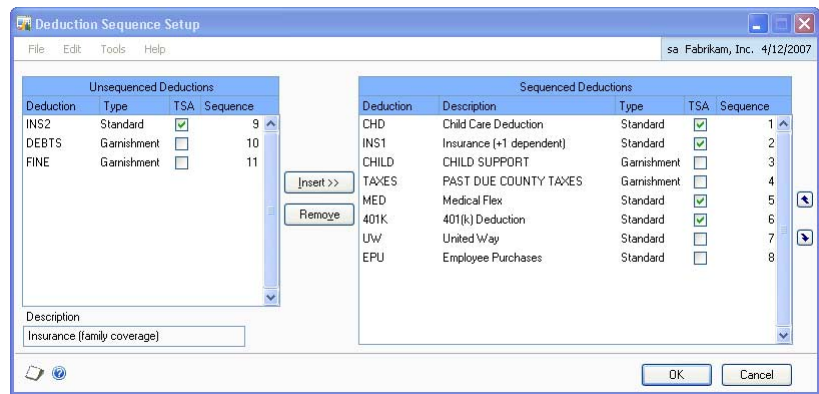 Deduction Sequence Setup
File Edit Tools Help
sa Fabrikam, Inc. 4/12/2007
Unsequenced Deductions
Deduction Type TSA Sequence
INS2 Standard 9
DEBTS Garnishment 10
FINE Garnishment 11
Insert >>
Remove
Sequenced Deductions
Deduction Description Type TSA Sequence
CHD Child Care Deduction Standard 1
INS1 Insurance (+1 dependent) Standard 2
CHILD CHILD SUPPORT Garnishment 3
TAXES PAST DUE COUNTY TAXES Garnishment 4
MED Medical Flex Standard 5
401K 401(k) Deduction Standard 6
UW United Way Standard 7
EPU Employee Purchases Standard 8
Description
Insurance (family coverage)
OK Cancel